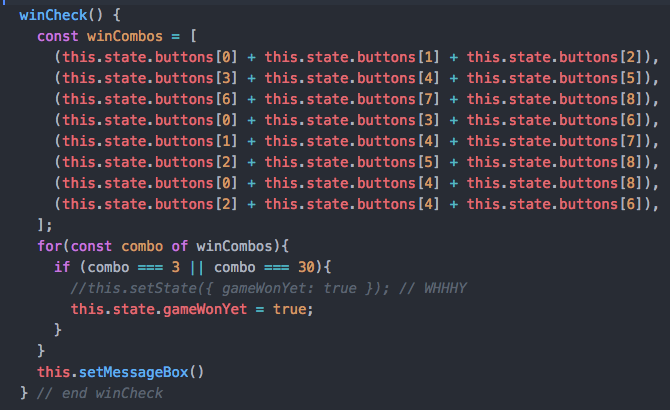 winCheck() {
  const winCombos = [
    (this.state.buttons[0] + this.state.buttons[1] + this.state.buttons[2]),
    (this.state.buttons[3] + this.state.buttons[4] + this.state.buttons[5]),
    (this.state.buttons[6] + this.state.buttons[7] + this.state.buttons[8]),
    (this.state.buttons[0] + this.state.buttons[3] + this.state.buttons[6]),
    (this.state.buttons[1] + this.state.buttons[4] + this.state.buttons[7]),
    (this.state.buttons[2] + this.state.buttons[5] + this.state.buttons[8]),
    (this.state.buttons[0] + this.state.buttons[4] + this.state.buttons[8]),
    (this.state.buttons[2] + this.state.buttons[4] + this.state.buttons[6]),
  ];
  for(const combo of winCombos){
    if (combo === 3 || combo === 30){
      //this.setState({ gameWonYet: true }); // WHHHY
      this.state.gameWonYet = true;
    }
  }
  this.setMessageBox()
} // end winCheck